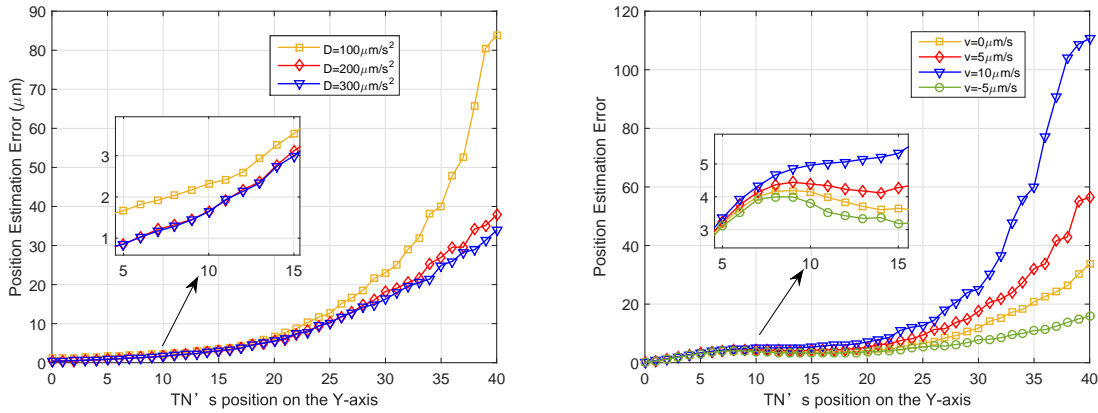 90
80
70
60
50
40
30
20
10
0
Position Estimation Error (μm)
D=100μm/s²
D=200μm/s²
D=300μm/s²
3
2
1
5 10 15
0 5 10 15 20 25 30 35 40
TN’ s position on the Y-axis
120
100
80
60
40
20
0
Position Estimation Error
v=0μm/s
v=5μm/s
v=10μm/s
v=-5μm/s
5
4
3
5 10 15
0 5 10 15 20 25 30 35 40
TN’ s position on the Y-axis